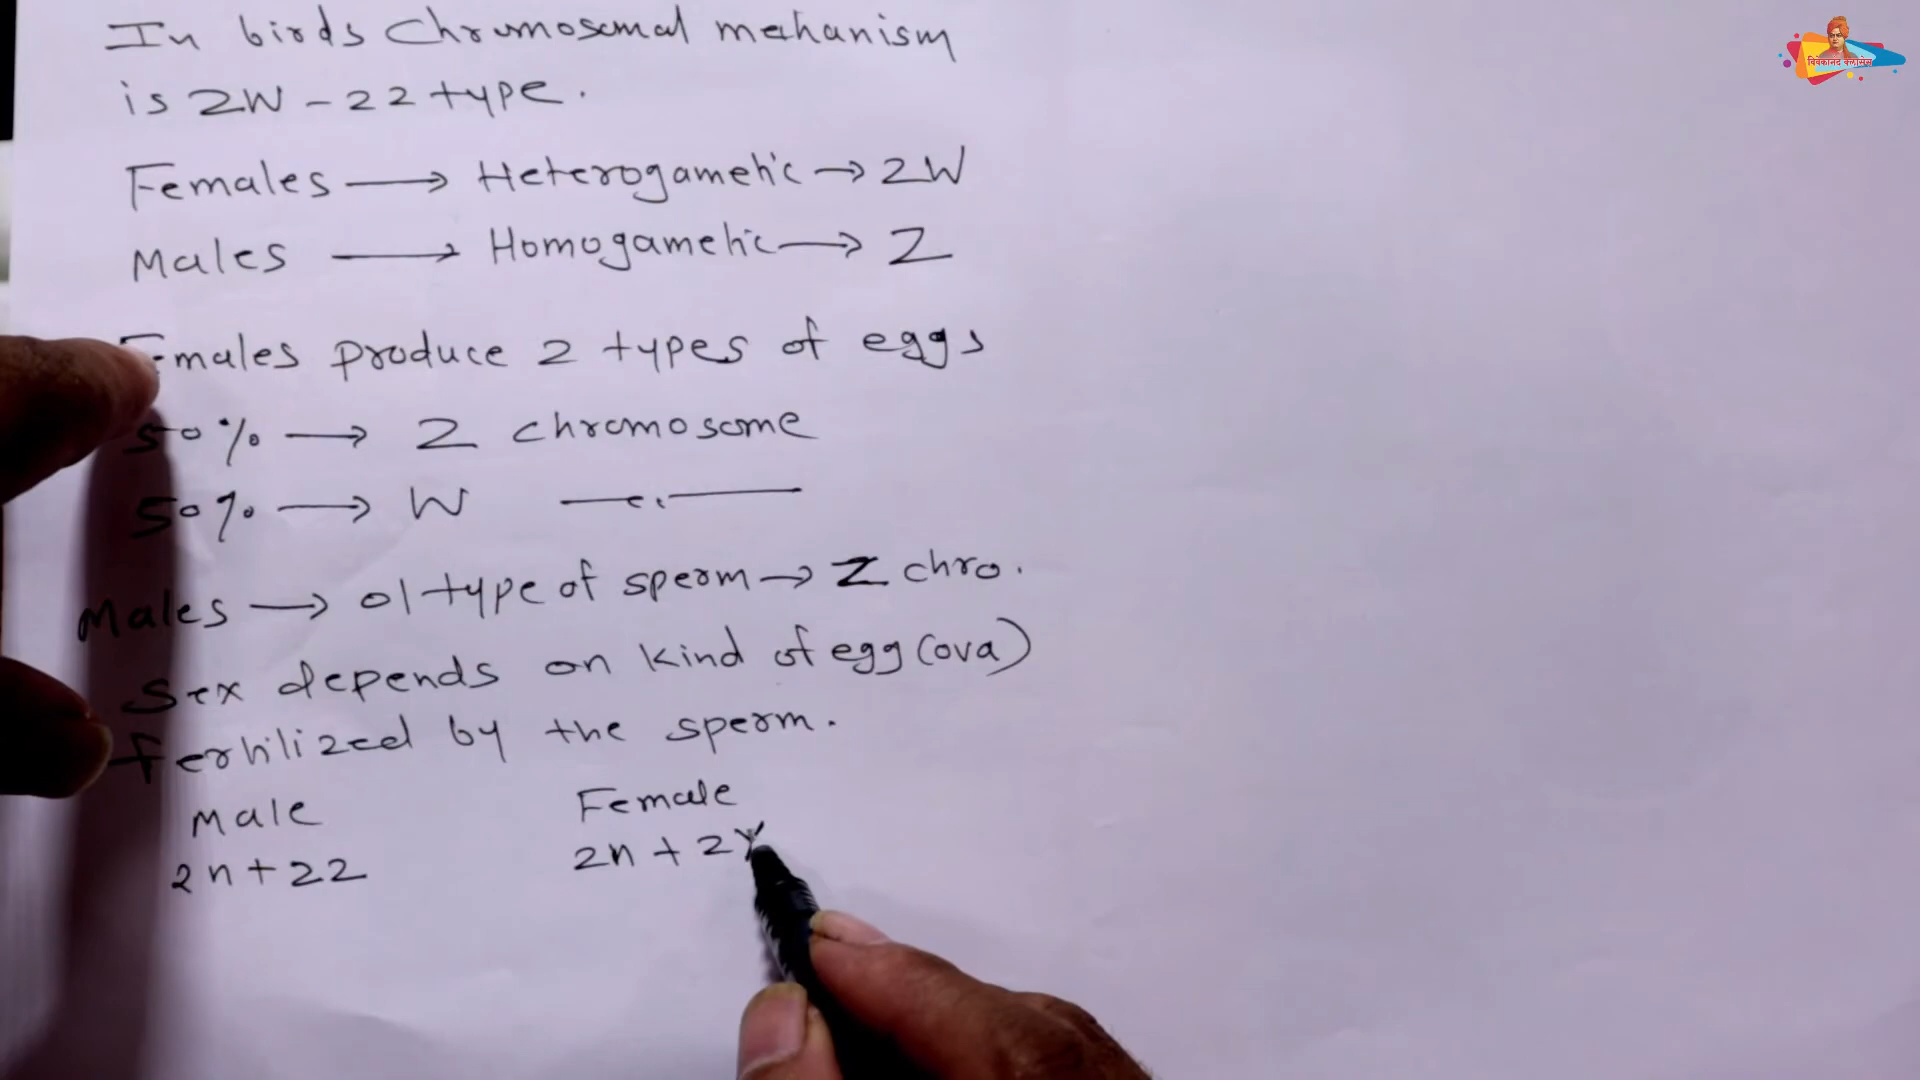 In birds Chromosomal mechanism
is ZW - ZZ type.
Females → Heterogametic → ZW
Males → Homogametic → Z
Females produce 2 types of eggs
50% → Z chromosome
50% → W —〃—
Males → 01 type of sperm → Z chro.
Sex depends on kind of egg (ova)
fertilized by the sperm.
Male Female
2n + ZZ 2n + Z
विवेकानंद क्लासेस